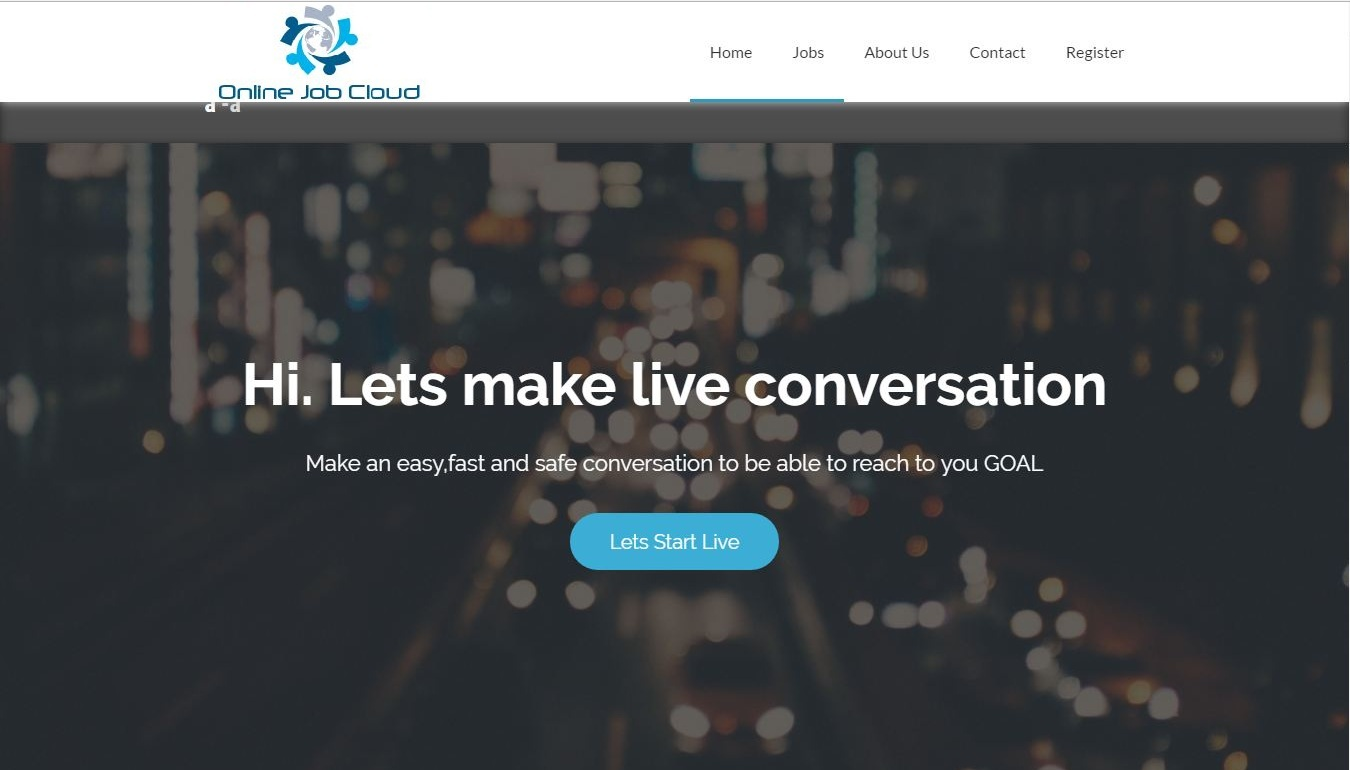 Online Job Cloud
Home Jobs About Us Contact Register
Hi. Lets make live conversation
Make an easy,fast and safe conversation to be able to reach to you GOAL
Lets Start Live